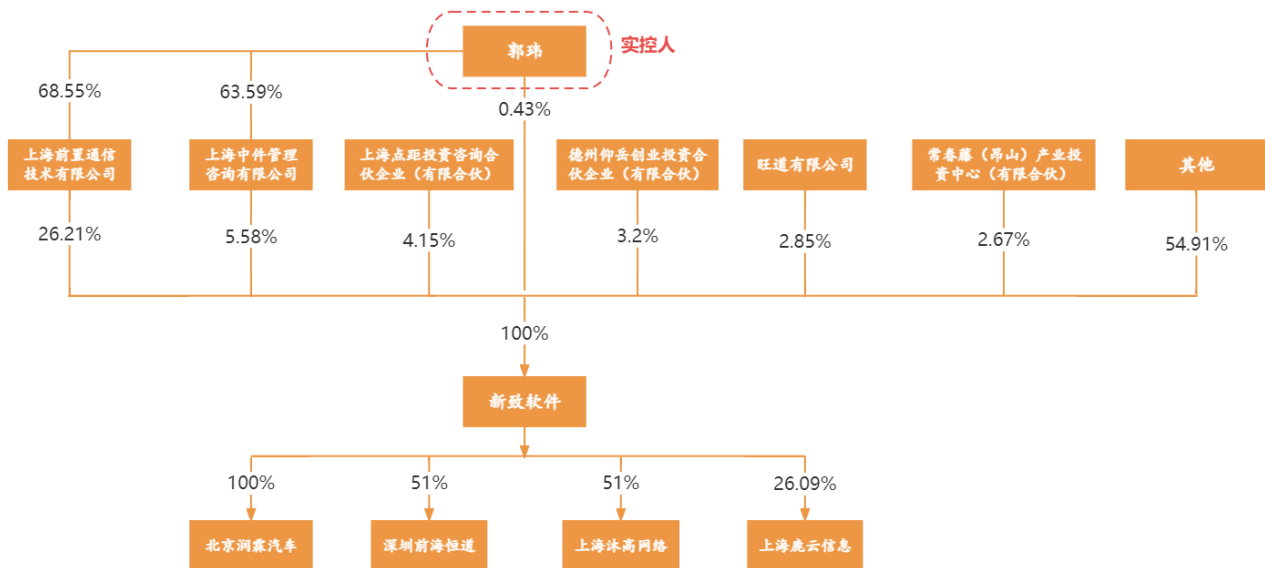 郭玮
实控人
68.55%
63.59%
0.43%
上海前置通信
技术有限公司
上海中件管理
咨询有限公司
上海点距投资咨询合
伙企业（有限合伙）
德州仰岳创业投资合
伙企业（有限合伙）
旺道有限公司
常春藤（昂山）产业投
资中心（有限合伙）
其他
26.21%
5.58%
4.15%
3.2%
2.85%
2.67%
54.91%
100%
新致软件
100%
51%
51%
26.09%
北京润霖汽车
深圳前海恒道
上海沐高网络
上海鹿云信息